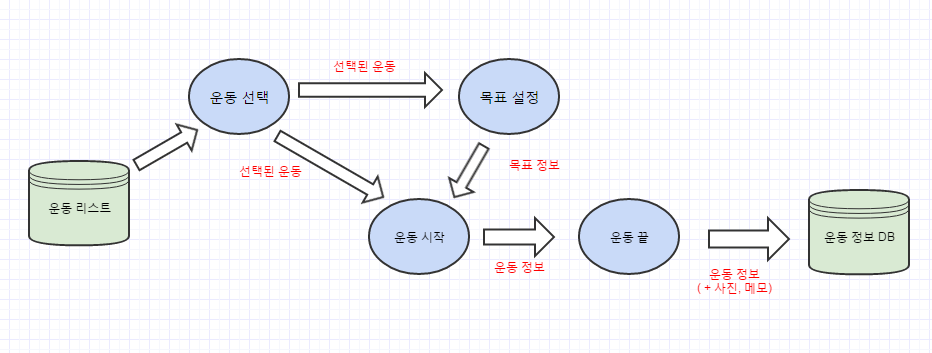 선택된 운동
운동 선택
목표 설정
선택된 운동
목표 정보
운동 리스트
운동 시작
운동 끝
운동 정보 DB
운동 정보
운동 정보
( + 사진, 메모)